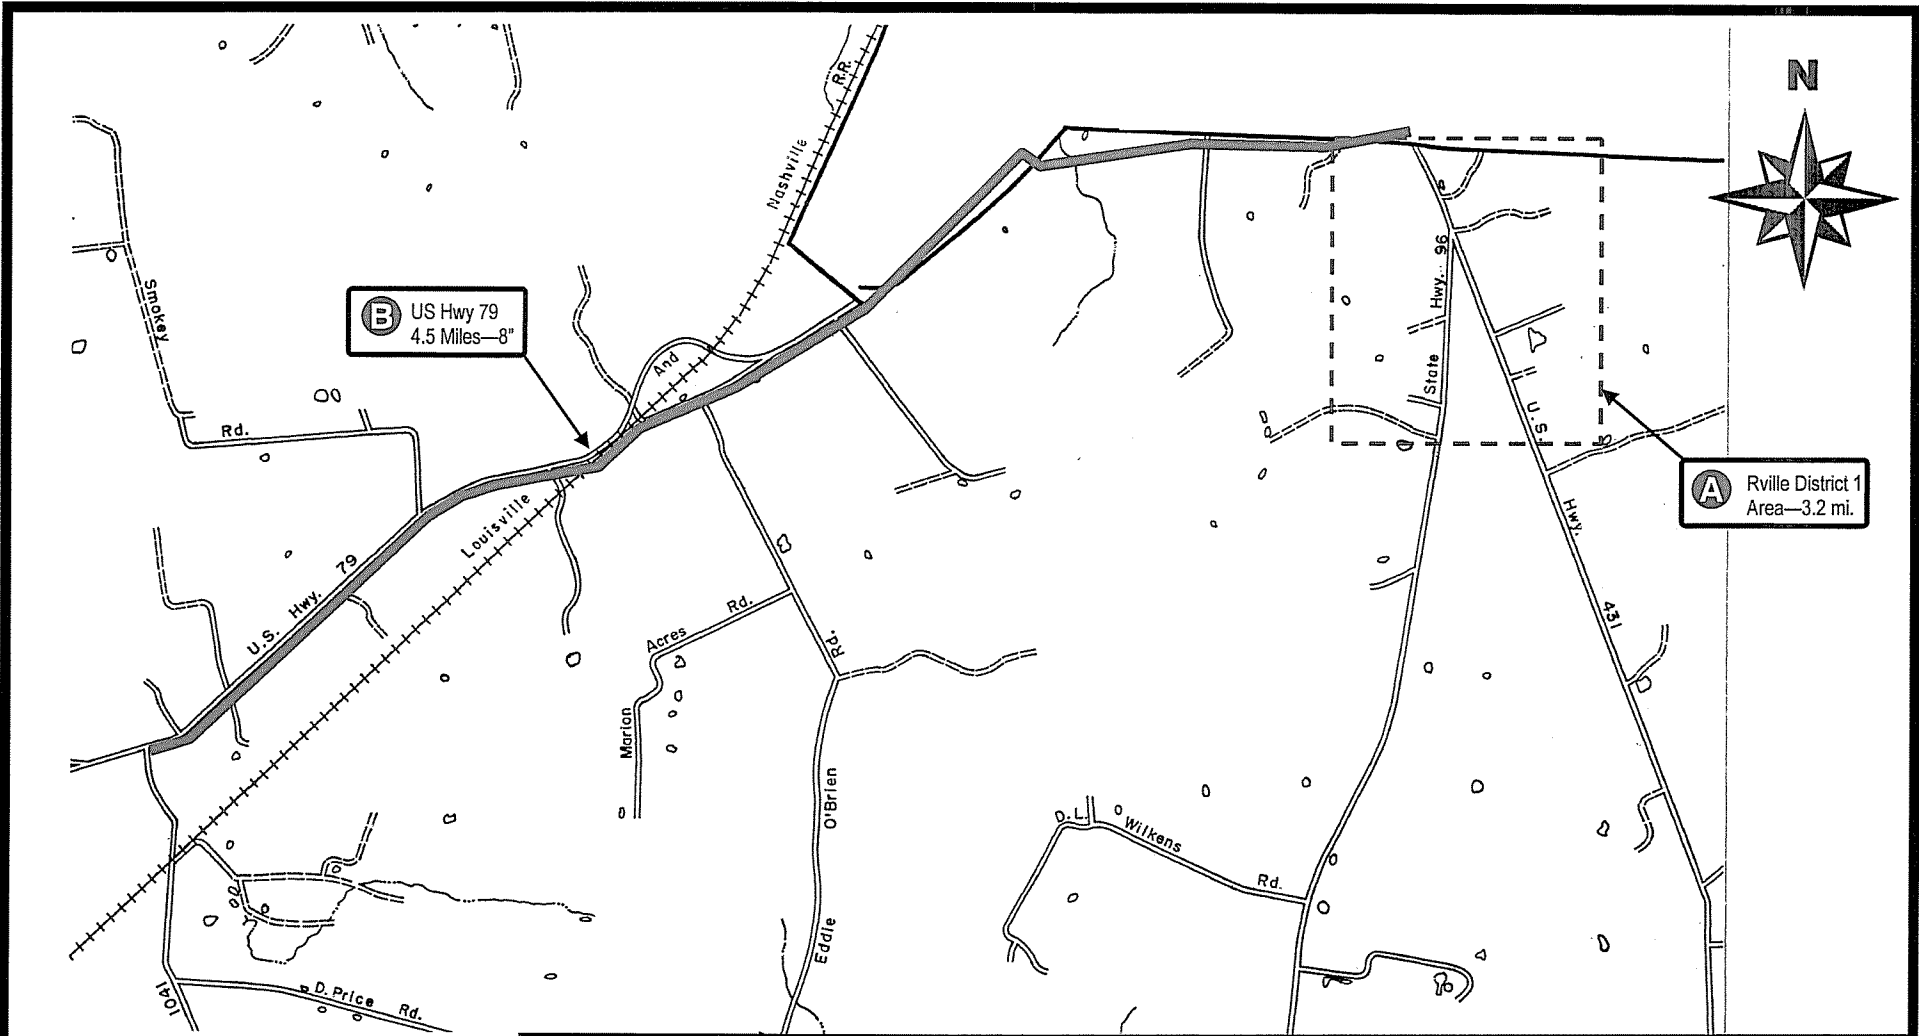 N
R.R.
Nashville
Smokey
Rd.
B
US Hwy 79
4.5 Miles—8"
And
Louisville
U.S. Hwy. 79
State Hwy. 96
U.S. Hwy. 431
A
Rville District 1
Area—3.2 mi.
Marion Acres Rd.
Eddie O'Brien Rd.
D.L. Wilkens Rd.
1041
D. Price Rd.